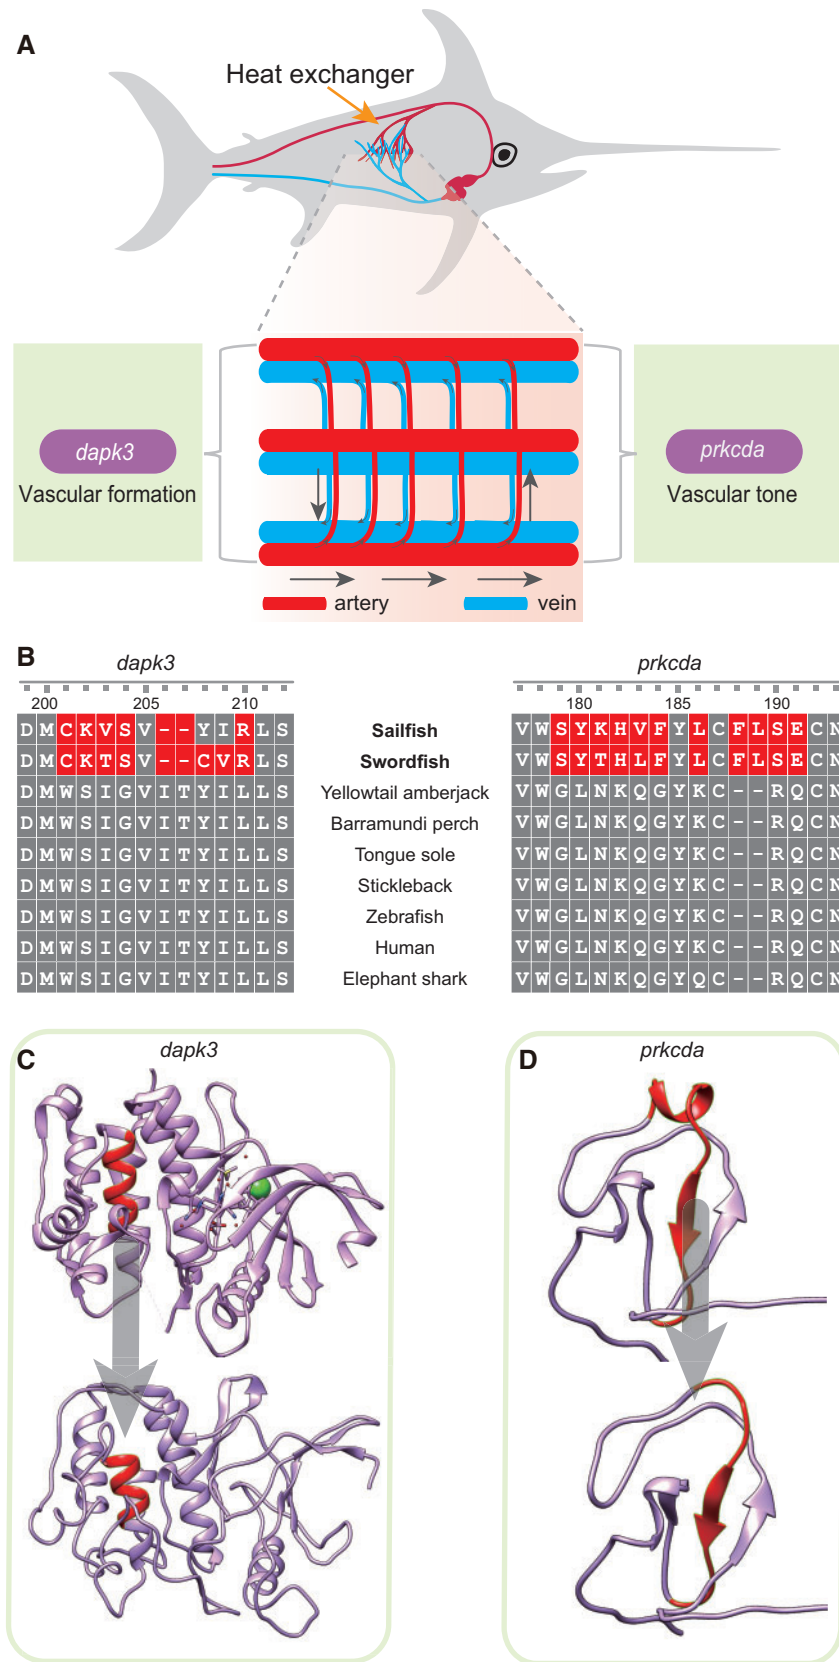 A
Heat exchanger
dapk3
Vascular formation
prkcda
Vascular tone
artery
vein
B
dapk3
prkcda
200 205 210
180 185 190
DMCKVSV--YIRLS Sailfish VWSYKHVFYLCFLSECN
DMCKTSV--CVRLS Swordfish VWSYTHLFYLCFLSECN
DMWSIGVITYILLS Yellowtail amberjack VWGLNKQGYKC--RQCN
DMWSIGVITYILLS Barramundi perch VWGLNKQGYKC--RQCN
DMWSIGVITYILLS Tongue sole VWGLNKQGYKC--RQCN
DMWSIGVITYILLS Stickleback VWGLNKQGYKC--RQCN
DMWSIGVITYILLS Zebrafish VWGLNKQGYKC--RQCN
DMWSIGVITYILLS Human VWGLNKQGYKC--RQCN
DMWSIGVITYILLS Elephant shark VWGLNKQGYQC--RQCN
C
dapk3
D
prkcda